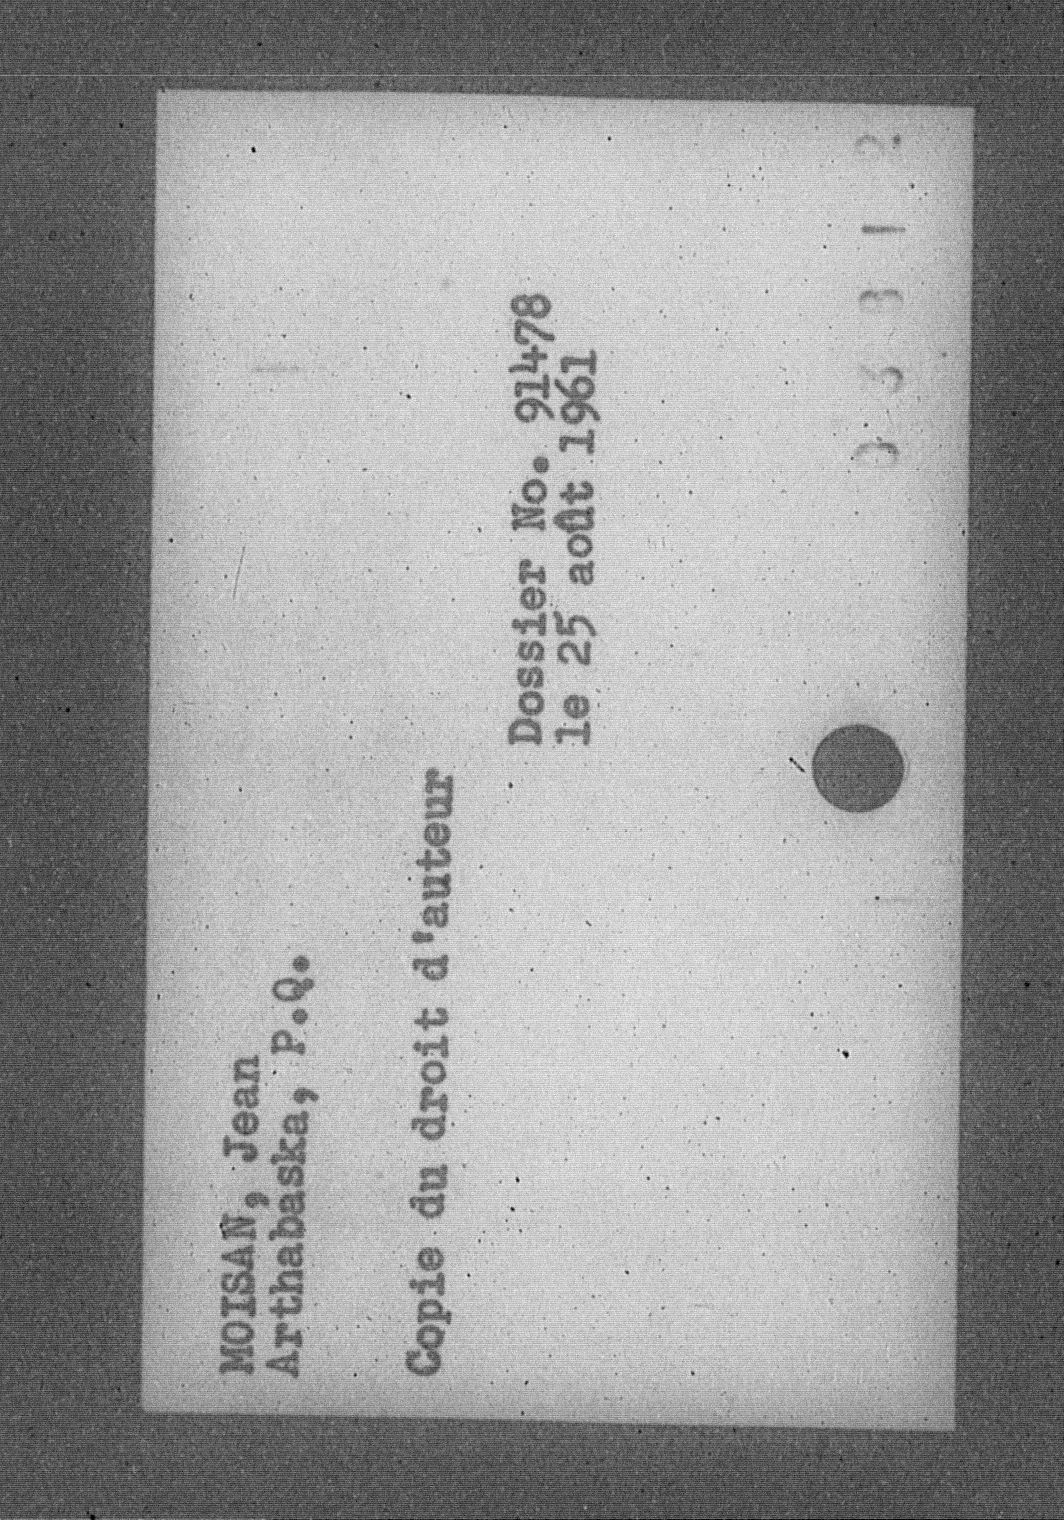 MOISAN, Jean
Arthabaska, P.Q.
Copie du droit d'auteur
Dossier No. 91478
le 25 août 1961